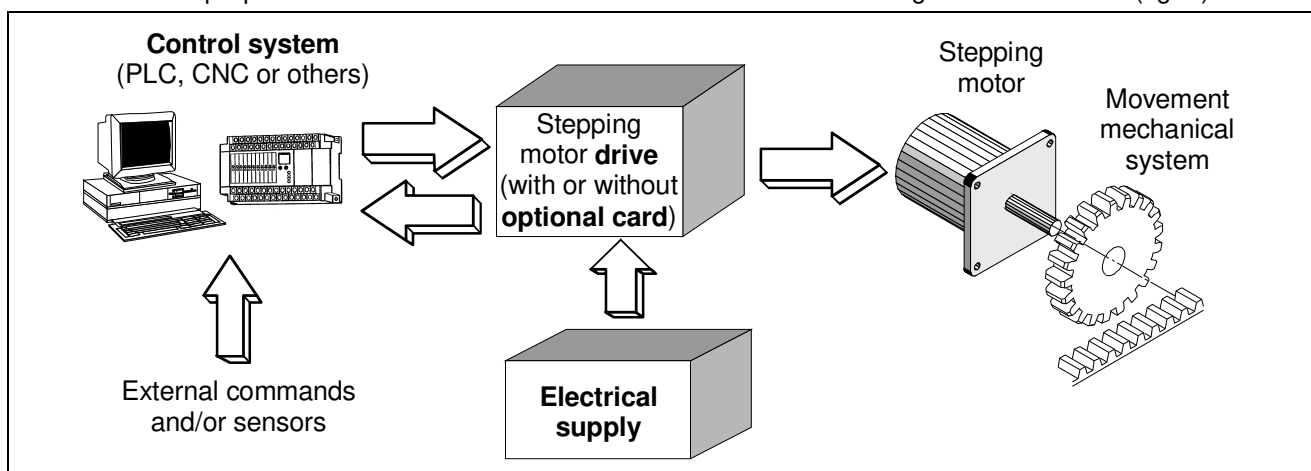 Control system
(PLC, CNC or others)
Stepping
motor drive
(with or without
optional card)
Stepping
motor
Movement
mechanical
system
External commands
and/or sensors
Electrical
supply